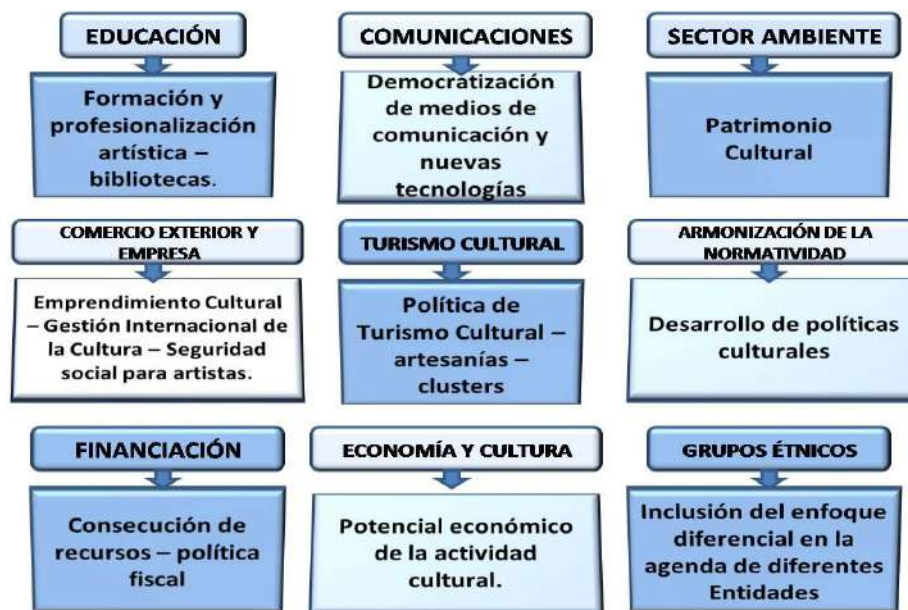 EDUCACIÓN
Formación y
profesionalización
artística –
bibliotecas.
COMUNICACIONES
Democratización
de medios de
comunicación y
nuevas
tecnologías
SECTOR AMBIENTE
Patrimonio
Cultural
COMERCIO EXTERIOR Y
EMPRESA
Emprendimiento Cultural
– Gestión Internacional de
la Cultura – Seguridad
social para artistas.
TURISMO CULTURAL
Política de
Turismo Cultural –
artesanías –
clusters
ARMONIZACIÓN DE LA
NORMATIVIDAD
Desarrollo de políticas
culturales
FINANCIACIÓN
Consecución de
recursos – política
fiscal
ECONOMÍA Y CULTURA
Potencial económico
de la actividad
cultural.
GRUPOS ÉTNICOS
Inclusión del enfoque
diferencial en la
agenda de diferentes
Entidades